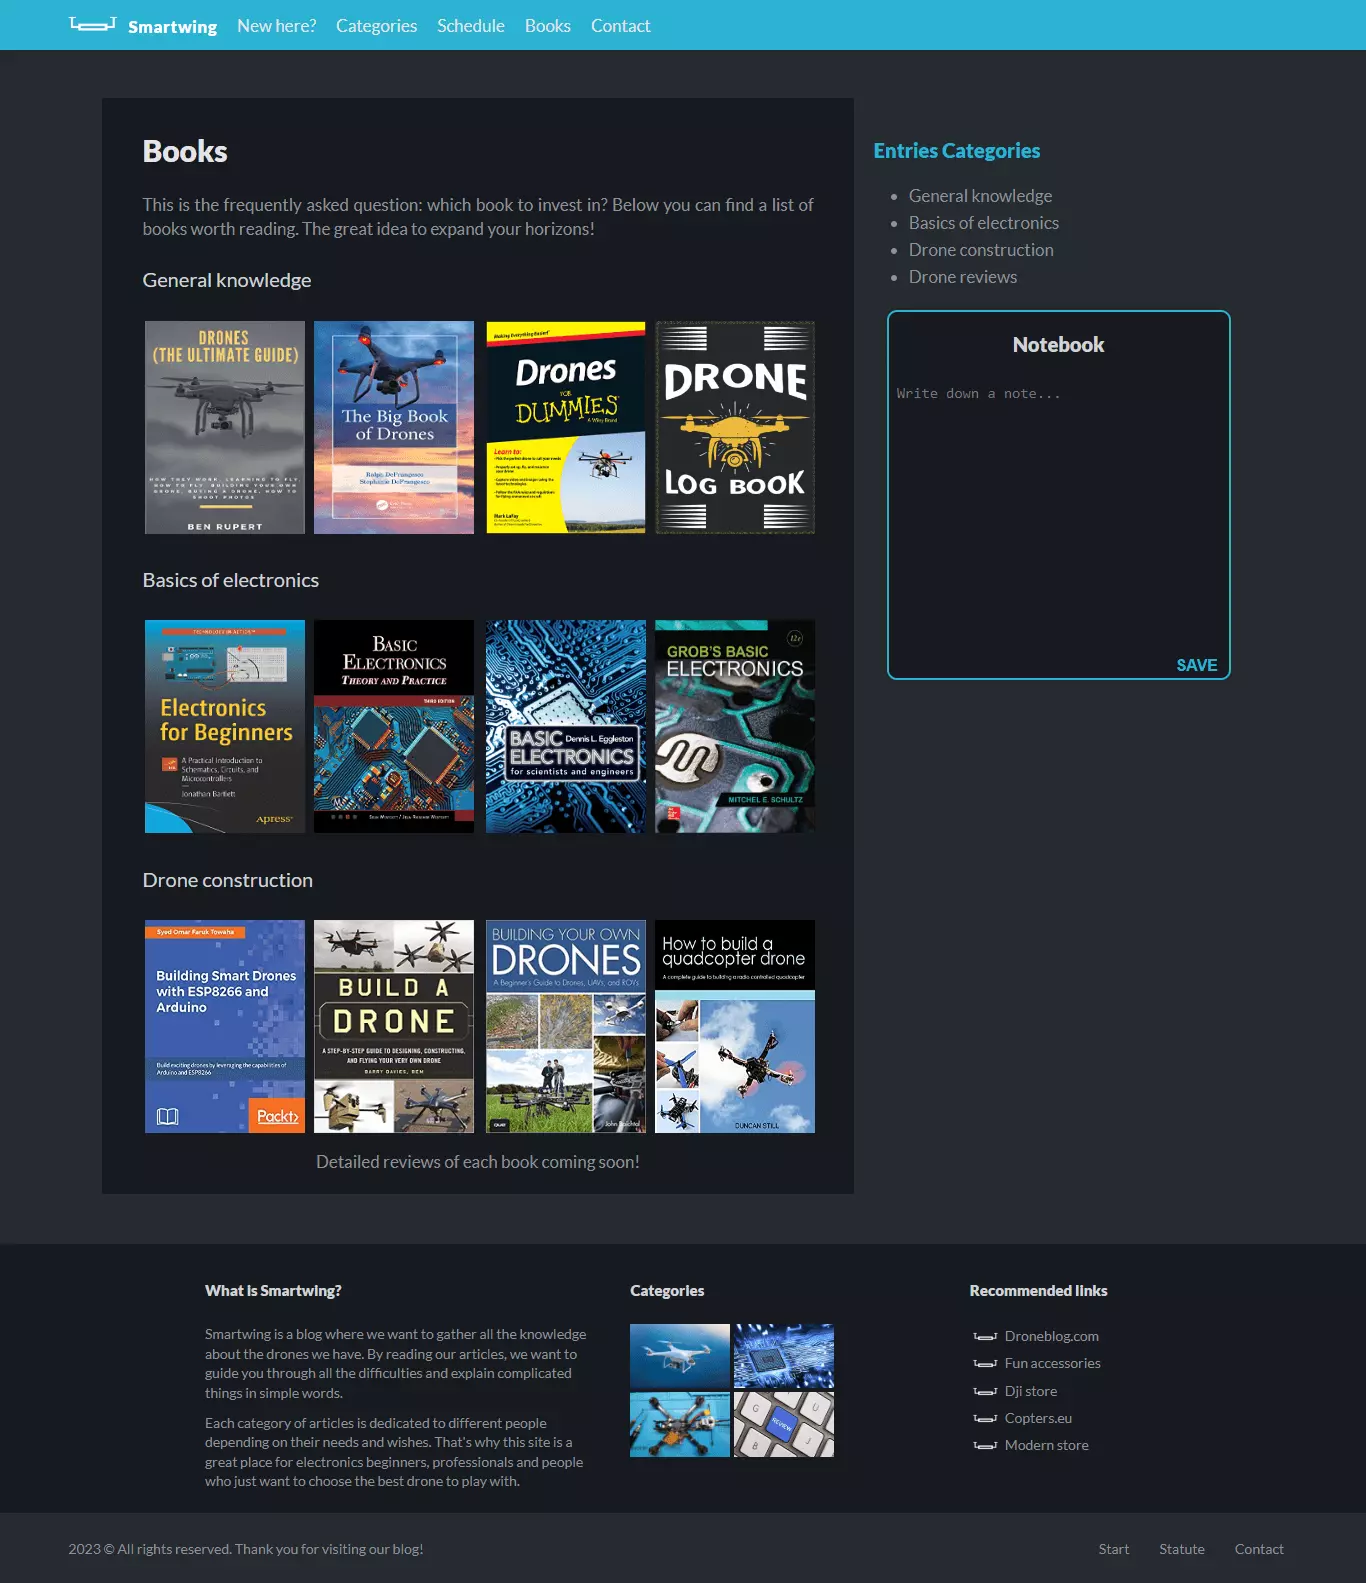 Smartwing New here? Categories Schedule Books Contact
Books
This is the frequently asked question: which book to invest in? Below you can find a list of
books worth reading. The great idea to expand your horizons!
General knowledge
DRONES
(THE ULTIMATE GUIDE)
HOW THEY WORK, LEARNING TO FLY,
HOW TO FLY, BUILDING YOUR OWN
DRONE, BUYING A DRONE, HOW TO
SHOOT PHOTOS
BEN RUPERT
The Big Book
of Drones
Ralph DeFrangesco
Stephanie DeFrangesco
Making Everything Easier!
Drones
FOR
DUMMIES
A Wiley Brand
Learn to:
Mark LaFay
DRONE
LOG BOOK
Basics of electronics
TECHNOLOGY IN ACTION™
Electronics
for Beginners
A Practical Introduction to
Schematics, Circuits, and
Microcontrollers
Jonathan Bartlett
Apress
BASIC
ELECTRONICS
THEORY AND PRACTICE
THIRD EDITION
BASIC Dennis L. Eggleston
ELECTRONICS
for scientists and engineers
12e
GROB'S BASIC
ELECTRONICS
MITCHEL E. SCHULTZ
Drone construction
Syed Omar Faruk Towaha
Building Smart Drones
with ESP8266 and
Arduino
Build exciting drones by leveraging the capabilities of
Arduino and ESP8266
Packt>
BUILD A
DRONE
A STEP-BY-STEP GUIDE TO DESIGNING, CONSTRUCTING,
AND FLYING YOUR VERY OWN DRONE
BARRY DAVIES, BEM
BUILDING YOUR OWN
DRONES
A Beginner's Guide to Drones, UAVs, and ROVs
QUE
John Baichtal
How to build a
quadcopter drone
A complete guide to building a radio controlled quadcopter
DUNCAN STILL
Detailed reviews of each book coming soon!
Entries Categories
General knowledge
Basics of electronics
Drone construction
Drone reviews
Notebook
Write down a note...
SAVE
What is Smartwing?
Smartwing is a blog where we want to gather all the knowledge
about the drones we have. By reading our articles, we want to
guide you through all the difficulties and explain complicated
things in simple words.
Each category of articles is dedicated to different people
depending on their needs and wishes. That's why this site is a
great place for electronics beginners, professionals and people
who just want to choose the best drone to play with.
Categories
G
U
REVIEW
J
B
Recommended links
Droneblog.com
Fun accessories
Dji store
Copters.eu
Modern store
2023 © All rights reserved. Thank you for visiting our blog!
Start Statute Contact